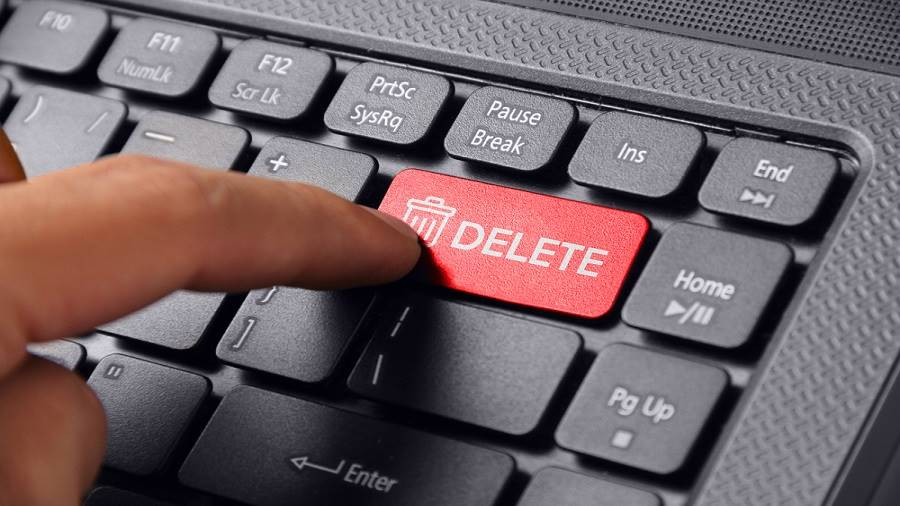 F10
F11
NumLk
F12
Scr Lk
PrtSc
SysRq
Pause
Break
Ins
End
)
/
_
+
DELETE
Home
}
]
|
\
Pg Up
"
Enter